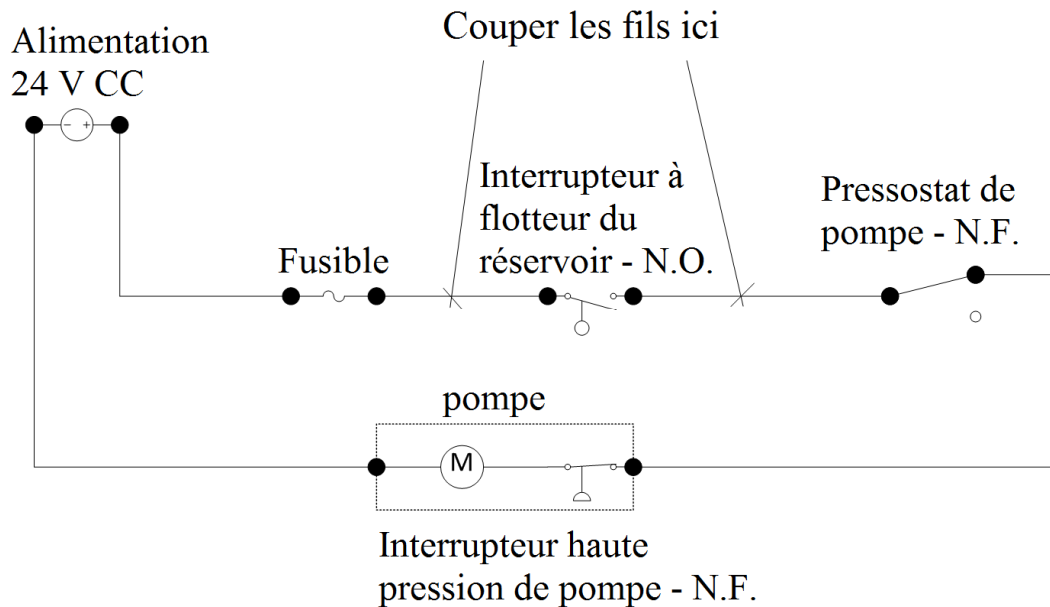 Couper les fils ici
Alimentation
24 V CC
- +
Interrupteur à
flotteur du
réservoir - N.O.
Pressostat de
pompe - N.F.
Fusible
pompe
M
Interrupteur haute
pression de pompe - N.F.